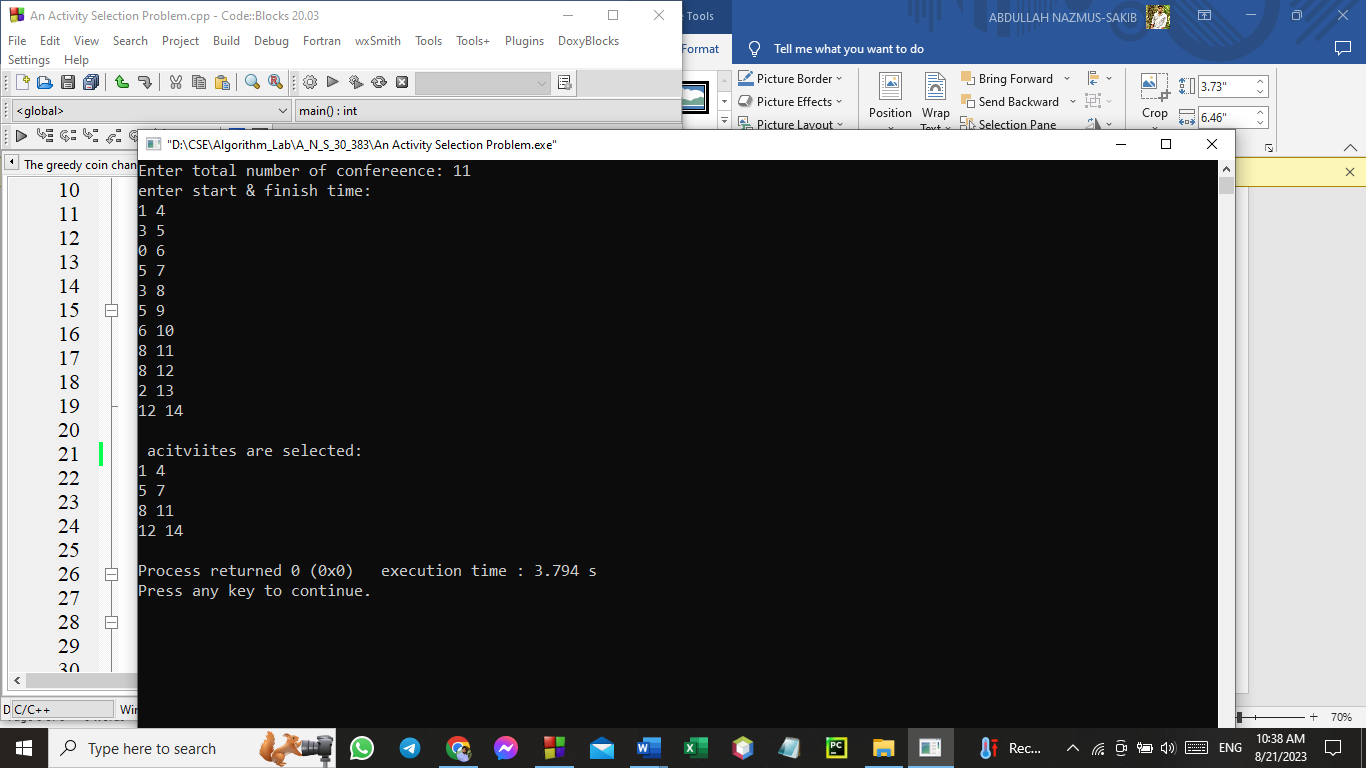 An Activity Selection Problem.cpp - Code::Blocks 20.03
File Edit View Search Project Build Debug Fortran wxSmith Tools Tools+ Plugins DoxyBlocks
Settings Help
<global>
main() : int
The greedy coin chan
10
11
12
13
14
15
16
17
18
19
20
21
22
23
24
25
26
27
28
29
30
C/C++
Tools
ABDULLAH NAZMUS-SAKIB
Format
Tell me what you want to do
Picture Border
Picture Effects
Picture Layout
Position
Wrap
Text
Bring Forward
Send Backward
Selection Pane
Crop
3.73"
6.46"
"D:\CSE\Algorithm_Lab\A_N_S_30_383\An Activity Selection Problem.exe"
Enter total number of confereence: 11
enter start & finish time:
1 4
3 5
0 6
5 7
3 8
5 9
6 10
8 11
8 12
2 13
12 14
acitviites are selected:
1 4
5 7
8 11
12 14
Process returned 0 (0x0) execution time : 3.794 s
Press any key to continue.
70%
Type here to search
Rec...
ENG
10:38 AM
8/21/2023